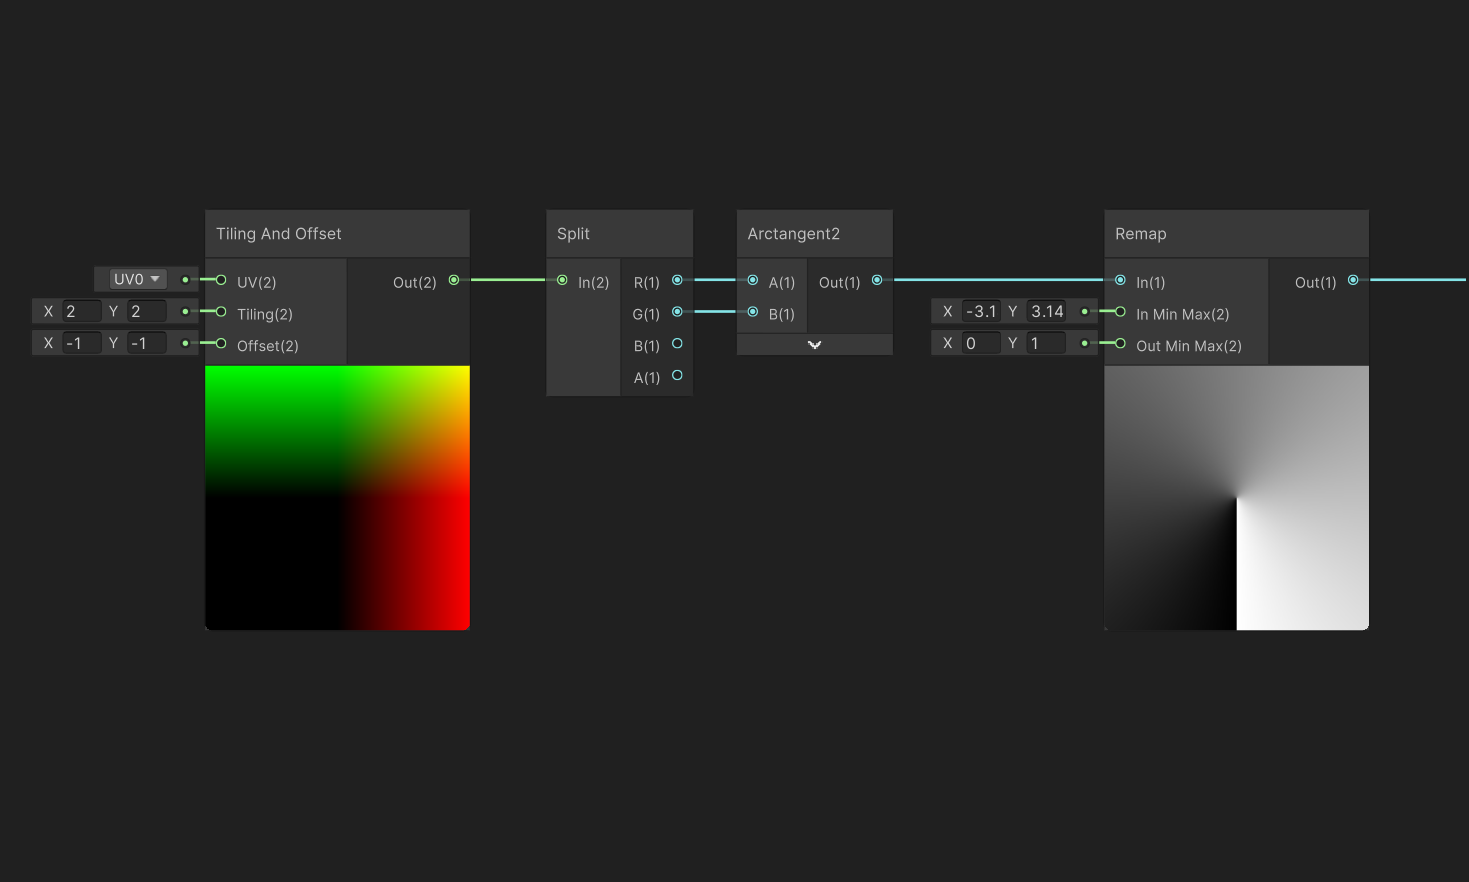 Tiling And Offset
UV0
UV(2)
Out(2)
X 2 Y 2
Tiling(2)
X -1 Y -1
Offset(2)
Split
In(2)
R(1)
G(1)
B(1)
A(1)
Arctangent2
A(1)
Out(1)
B(1)
Remap
In(1)
Out(1)
X -3.1 Y 3.14
In Min Max(2)
X 0 Y 1
Out Min Max(2)